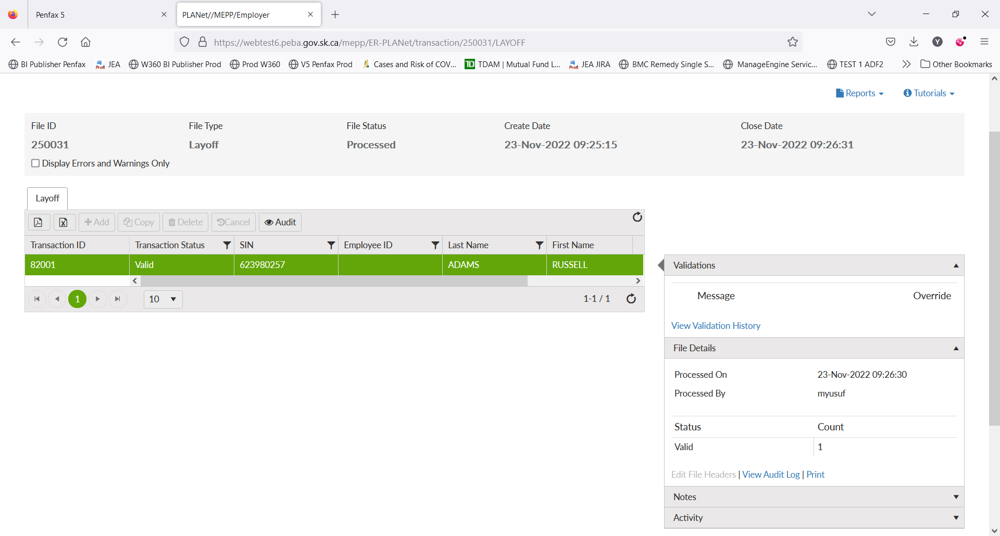 Penfax 5
PLANet//MEPP/Employer
https://webtest6.peba.gov.sk.ca/mepp/ER-PLANet/transaction/250031/LAYOFF
Y
BI Publisher Penfax
Prod JEA
W360 BI Publisher Prod
Prod W360
V5 Penfax Prod
Cases and Risk of COV...
TD TDAM | Mutual Fund L...
Prod JEA JIRA
BMC Remedy Single S...
ManageEngine Servic...
TEST 1 ADF2
Other Bookmarks
Reports
Tutorials
File ID File Type File Status Create Date Close Date
250031 Layoff Processed 23-Nov-2022 09:25:15 23-Nov-2022 09:26:31
Display Errors and Warnings Only
Layoff
Add Copy Delete Cancel Audit
Transaction ID Transaction Status SIN Employee ID Last Name First Name
82001 Valid 623980257 ADAMS RUSSELL
1 10 1-1 / 1
Validations
Message Override
View Validation History
File Details
Processed On 23-Nov-2022 09:26:30
Processed By myusuf
Status Count
Valid 1
Edit File Headers | View Audit Log | Print
Notes
Activity